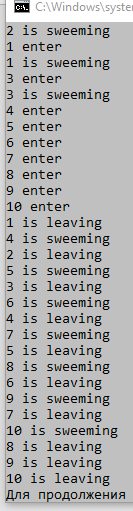 C:\Windows\system
2 is sweeming
1 enter
1 is sweeming
3 enter
3 is sweeming
4 enter
5 enter
6 enter
7 enter
8 enter
9 enter
10 enter
1 is leaving
4 is sweeming
2 is leaving
5 is sweeming
3 is leaving
6 is sweeming
4 is leaving
7 is sweeming
5 is leaving
8 is sweeming
6 is leaving
9 is sweeming
7 is leaving
10 is sweeming
8 is leaving
9 is leaving
10 is leaving
Для продолжения